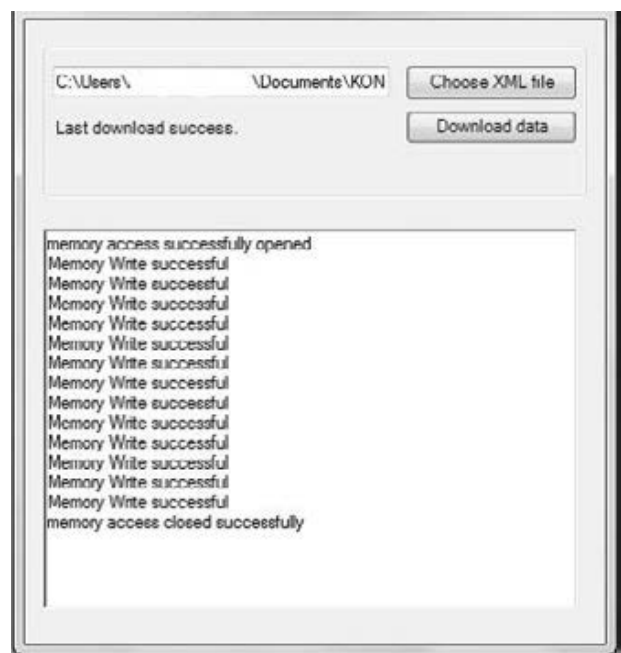 C:\Users\ \Documents\KON
Choose XML file
Last download success.
Download data
memory access successfully opened
Memory Write successful
Memory Write successful
Memory Write successful
Memory Write successful
Memory Write successful
Memory Write successful
Memory Write successful
Memory Write successful
Memory Write successful
Memory Write successful
Memory Write successful
Memory Write successful
Memory Write successful
memory access closed successfully